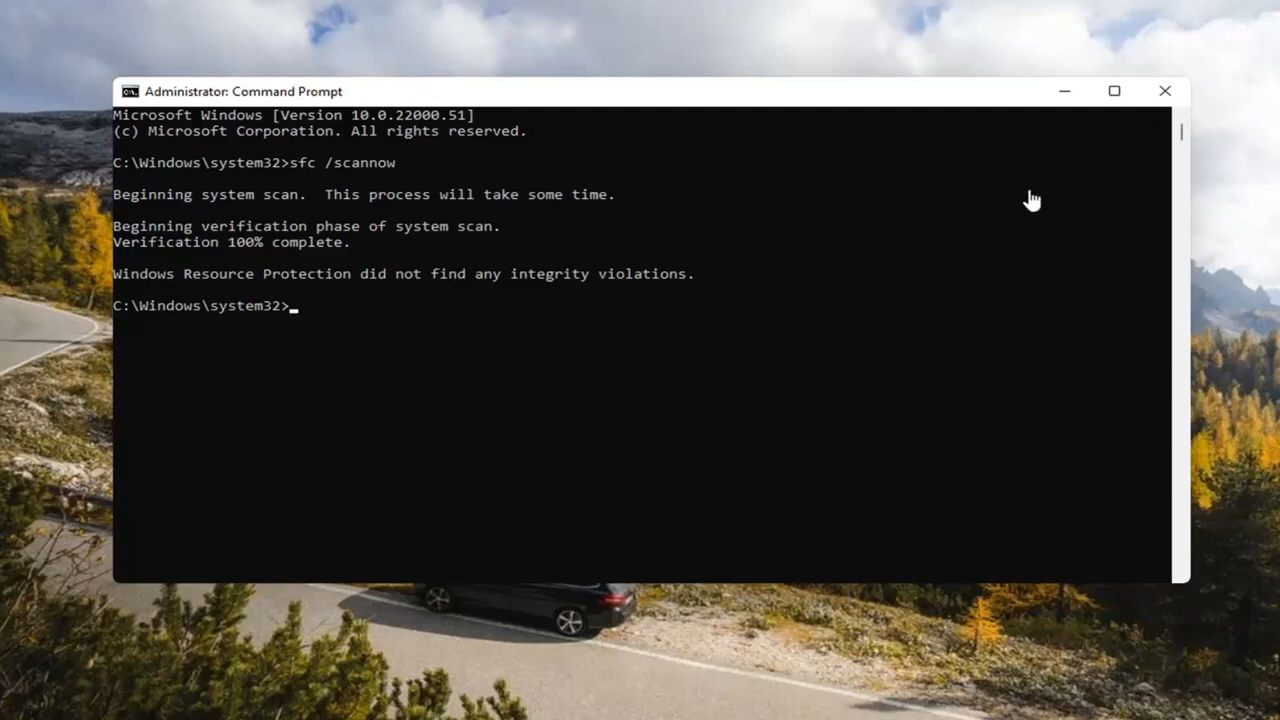 Administrator: Command Prompt
Microsoft Windows [Version 10.0.22000.51]
(c) Microsoft Corporation. All rights reserved.
C:\Windows\system32>sfc /scannow
Beginning system scan.  This process will take some time.
Beginning verification phase of system scan.
Verification 100% complete.
Windows Resource Protection did not find any integrity violations.
C:\Windows\system32>